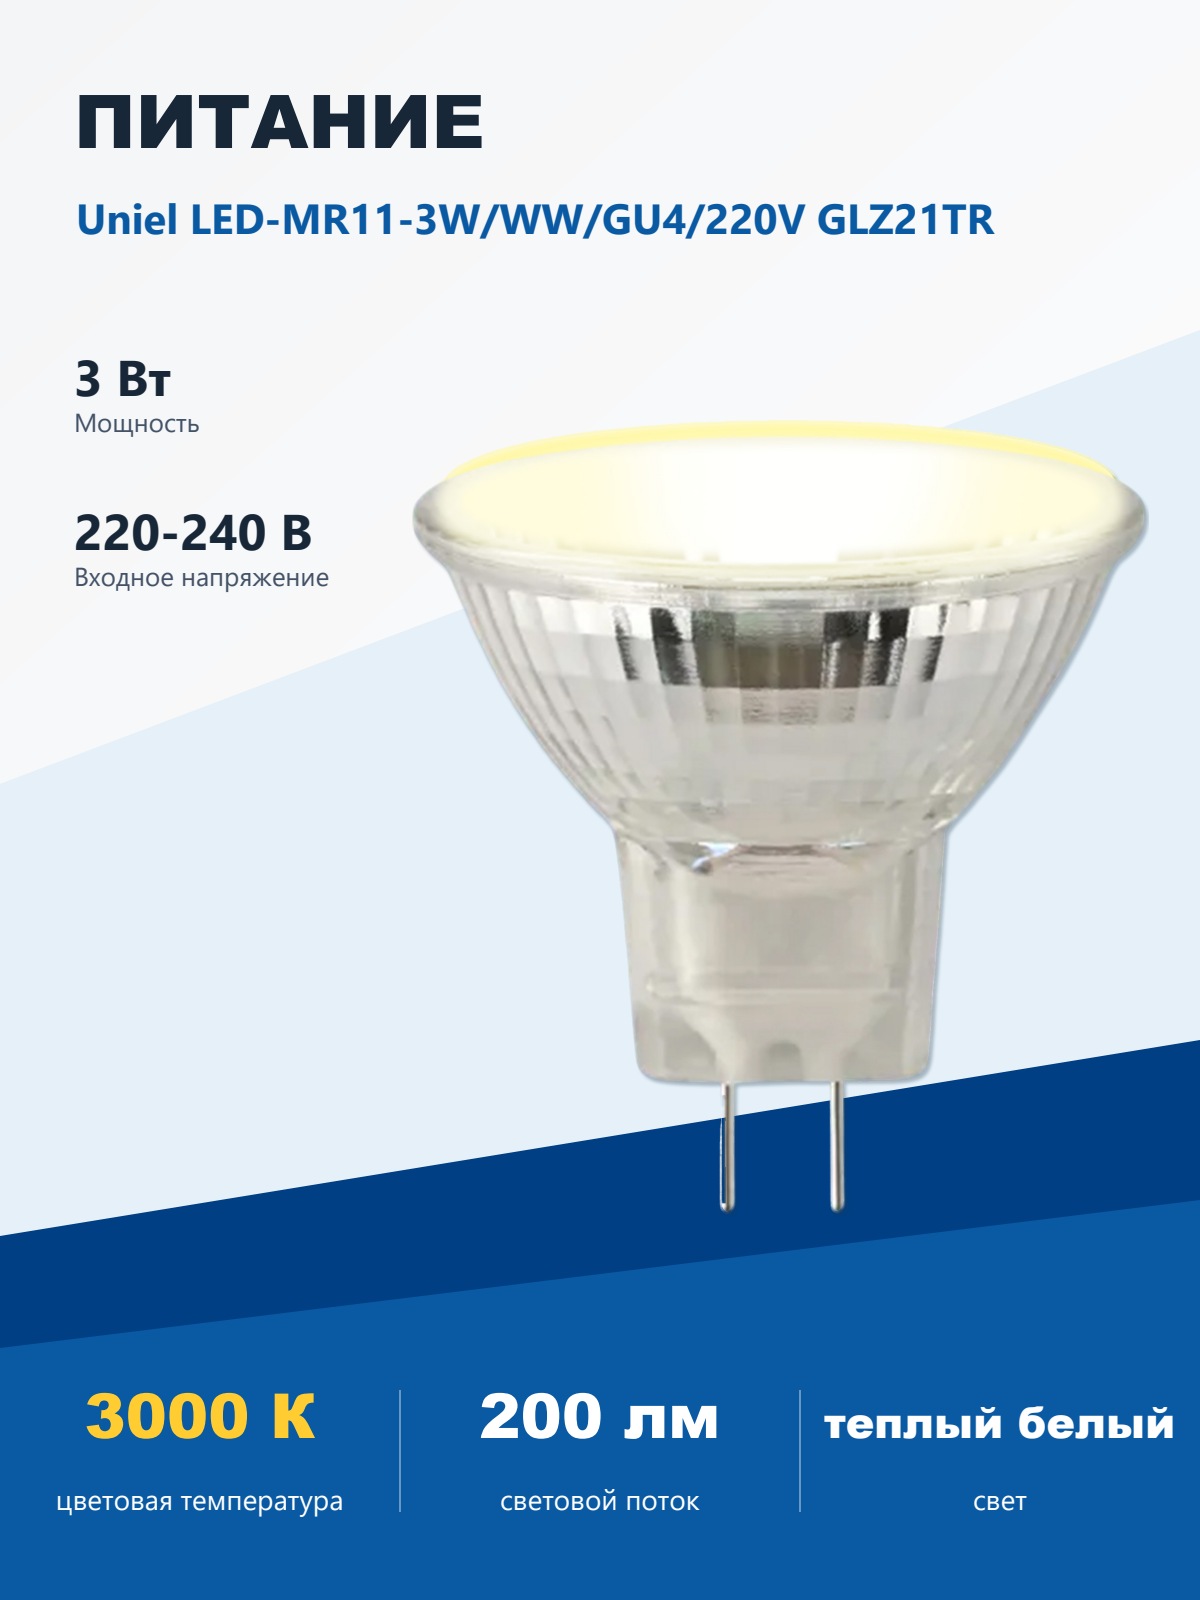 ПИТАНИЕ
Uniel LED-MR11-3W/WW/GU4/220V GLZ21TR
3 Вт
Мощность
220-240 В
Входное напряжение
3000 К
цветовая температура
200 лм
световой поток
теплый белый
свет